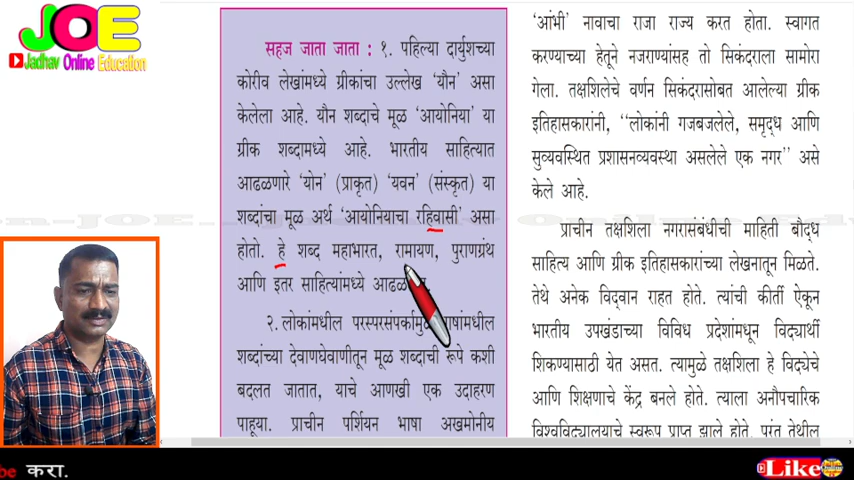 JOE
Jadhav Online Education
सहज जाता जाता : १. पहिल्या दार्युशच्या
कोरीव लेखांमध्ये ग्रीकांचा उल्लेख ‘यौन’ असा
केलेला आहे. यौन शब्दाचे मूळ ‘आयोनिया’ या
ग्रीक शब्दामध्ये आहे. भारतीय साहित्यात
आढळणारे ‘योन’ (प्राकृत) ‘यवन’ (संस्कृत) या
शब्दांचा मूळ अर्थ ‘आयोनियाचा रहिवासी’ असा
होतो. हे शब्द महाभारत, रामायण, पुराणग्रंथ
आणि इतर साहित्यांमध्ये
२. लोकांमधील
शब्दांच्या देवाणघेवाणीतून मूळ शब्दाची रूपे कशी
बदलत जातात, याचे आणखी एक उदाहरण
पाहूया. प्राचीन पर्शियन भाषा अखमोनीय
‘आंभी’ नावाचा राजा राज्य करत होता. स्वागत
करण्याच्या हेतूने नजराण्यांसह तो सिकंदराला सामोरा
गेला. तक्षशिलेचे वर्णन सिकंदरासोबत आलेल्या ग्रीक
इतिहासकारांनी, ‘‘लोकांनी गजबजलेले, समृद्ध आणि
सुव्यवस्थित प्रशासनव्यवस्था असलेले एक नगर’’ असे
केले आहे.
प्राचीन तक्षशिला नगरासंबंधीची माहिती बौद्ध
साहित्य आणि ग्रीक इतिहासकारांच्या लेखनातून मिळते.
तेथे अनेक विद्वान राहत होते. त्यांची कीर्ती ऐकून
भारतीय उपखंडाच्या विविध प्रदेशांमधून विद्यार्थी
शिकण्यासाठी येत असत. त्यामुळे तक्षशिला हे विद्येचे
आणि शिक्षणाचे केंद्र बनले होते. त्याला अनौपचारिक
विश्वविद्यालयाचे स्वरूप प्राप्त झाले होते. परंतु तेथील
be करा.
Like